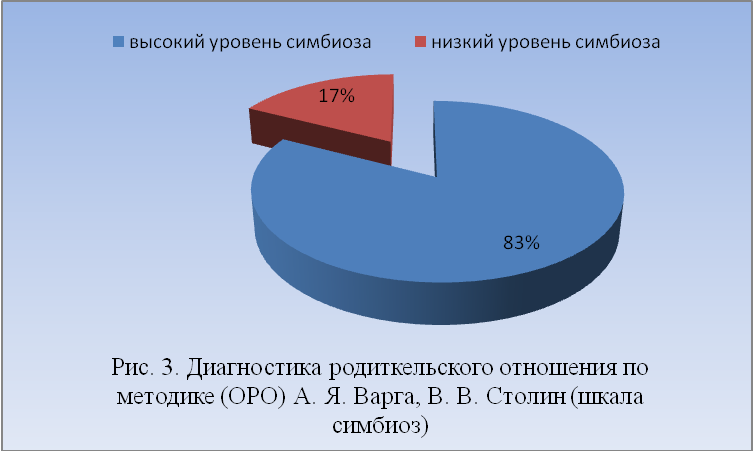 высокий уровень симбиоза низкий уровень симбиоза
17%
83%
Рис. 3. Диагностика родиткельского отношения по
методике (ОРО) А. Я. Варга, В. В. Столин (шкала
симбиоз)